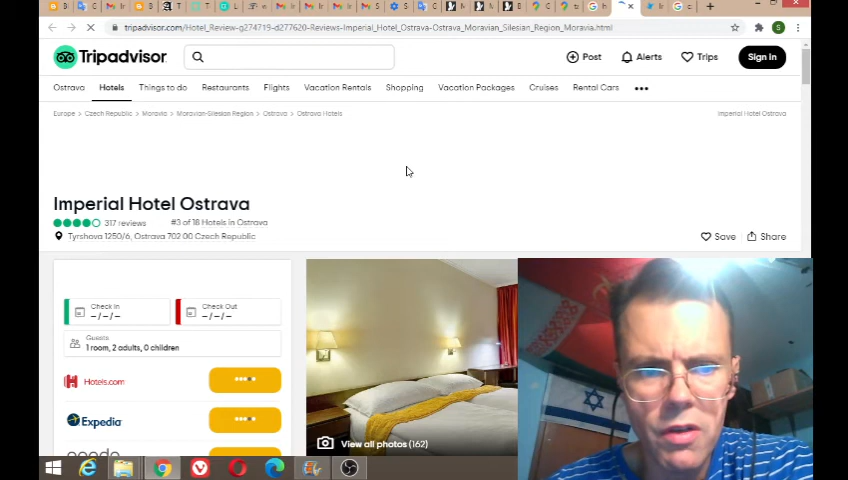 tripadvisor.com/Hotel_Review-g274719-d277620-Reviews-Imperial_Hotel_Ostrava-Ostrava_Moravian_Silesian_Region_Moravia.html
Tripadvisor Post Alerts Trips Sign in
Ostrava Hotels Things to do Restaurants Flights Vacation Rentals Shopping Vacation Packages Cruises Rental Cars •••
Europe > Czech Republic > Moravia > Moravian-Silesian Region > Ostrava > Ostrava Hotels Imperial Hotel Ostrava
Imperial Hotel Ostrava
317 reviews #3 of 18 Hotels in Ostrava
Tyrshova 1250/6, Ostrava 702 00 Czech Republic Save Share
Check In Check Out
– / – / – – / – / –
Guests
1 room, 2 adults, 0 children
Hotels.com
Expedia
View all photos (162)